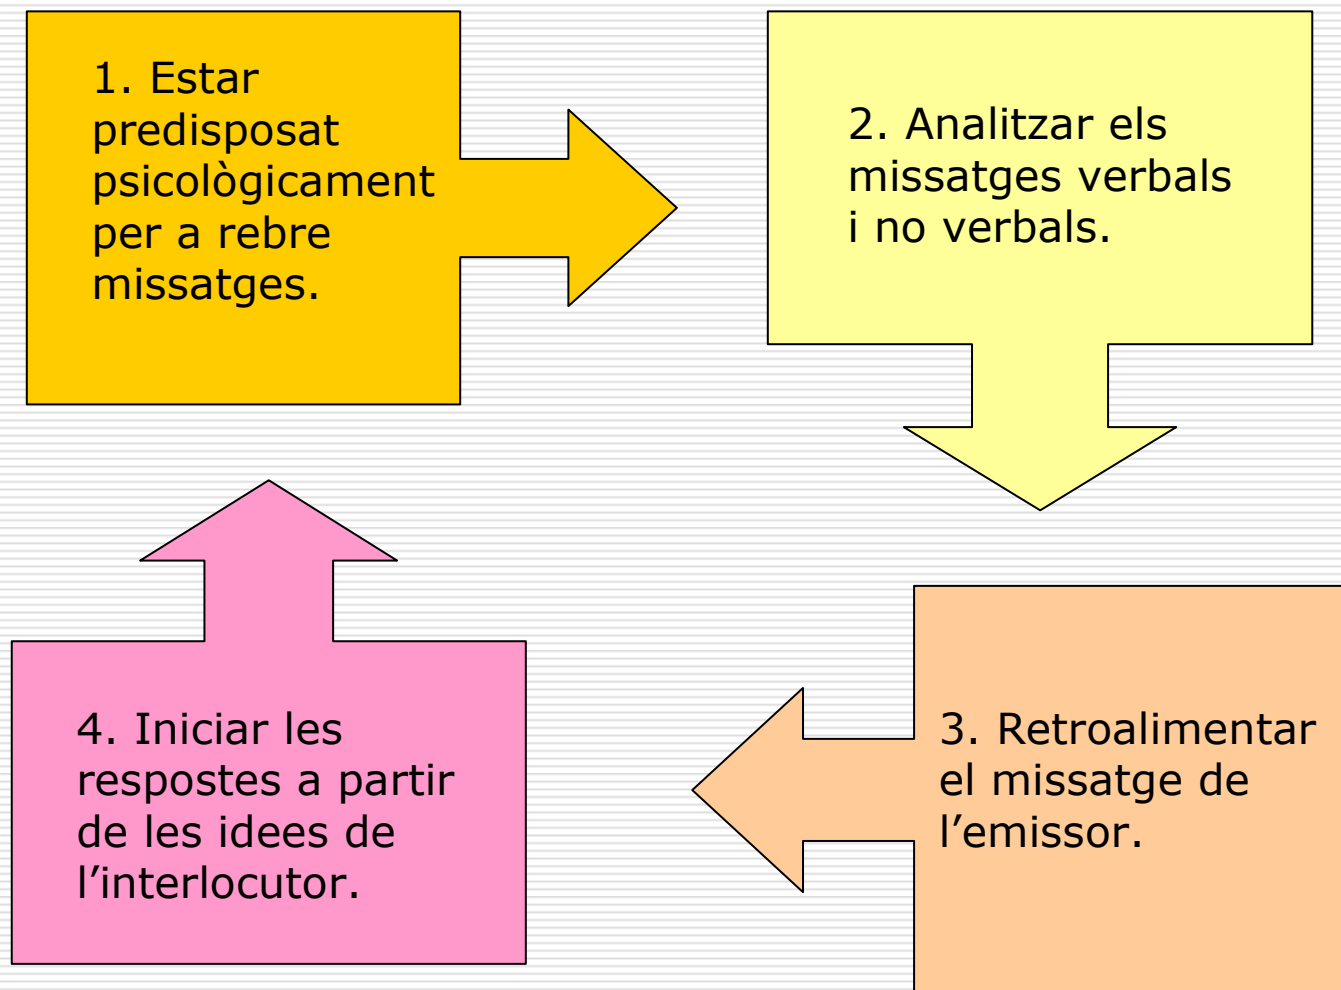 1. Estar
predisposat
psicològicament
per a rebre
missatges.
2. Analitzar els
missatges verbals
i no verbals.
3. Retroalimentar
el missatge de
l’emissor.
4. Iniciar les
respostes a partir
de les idees de
l’interlocutor.